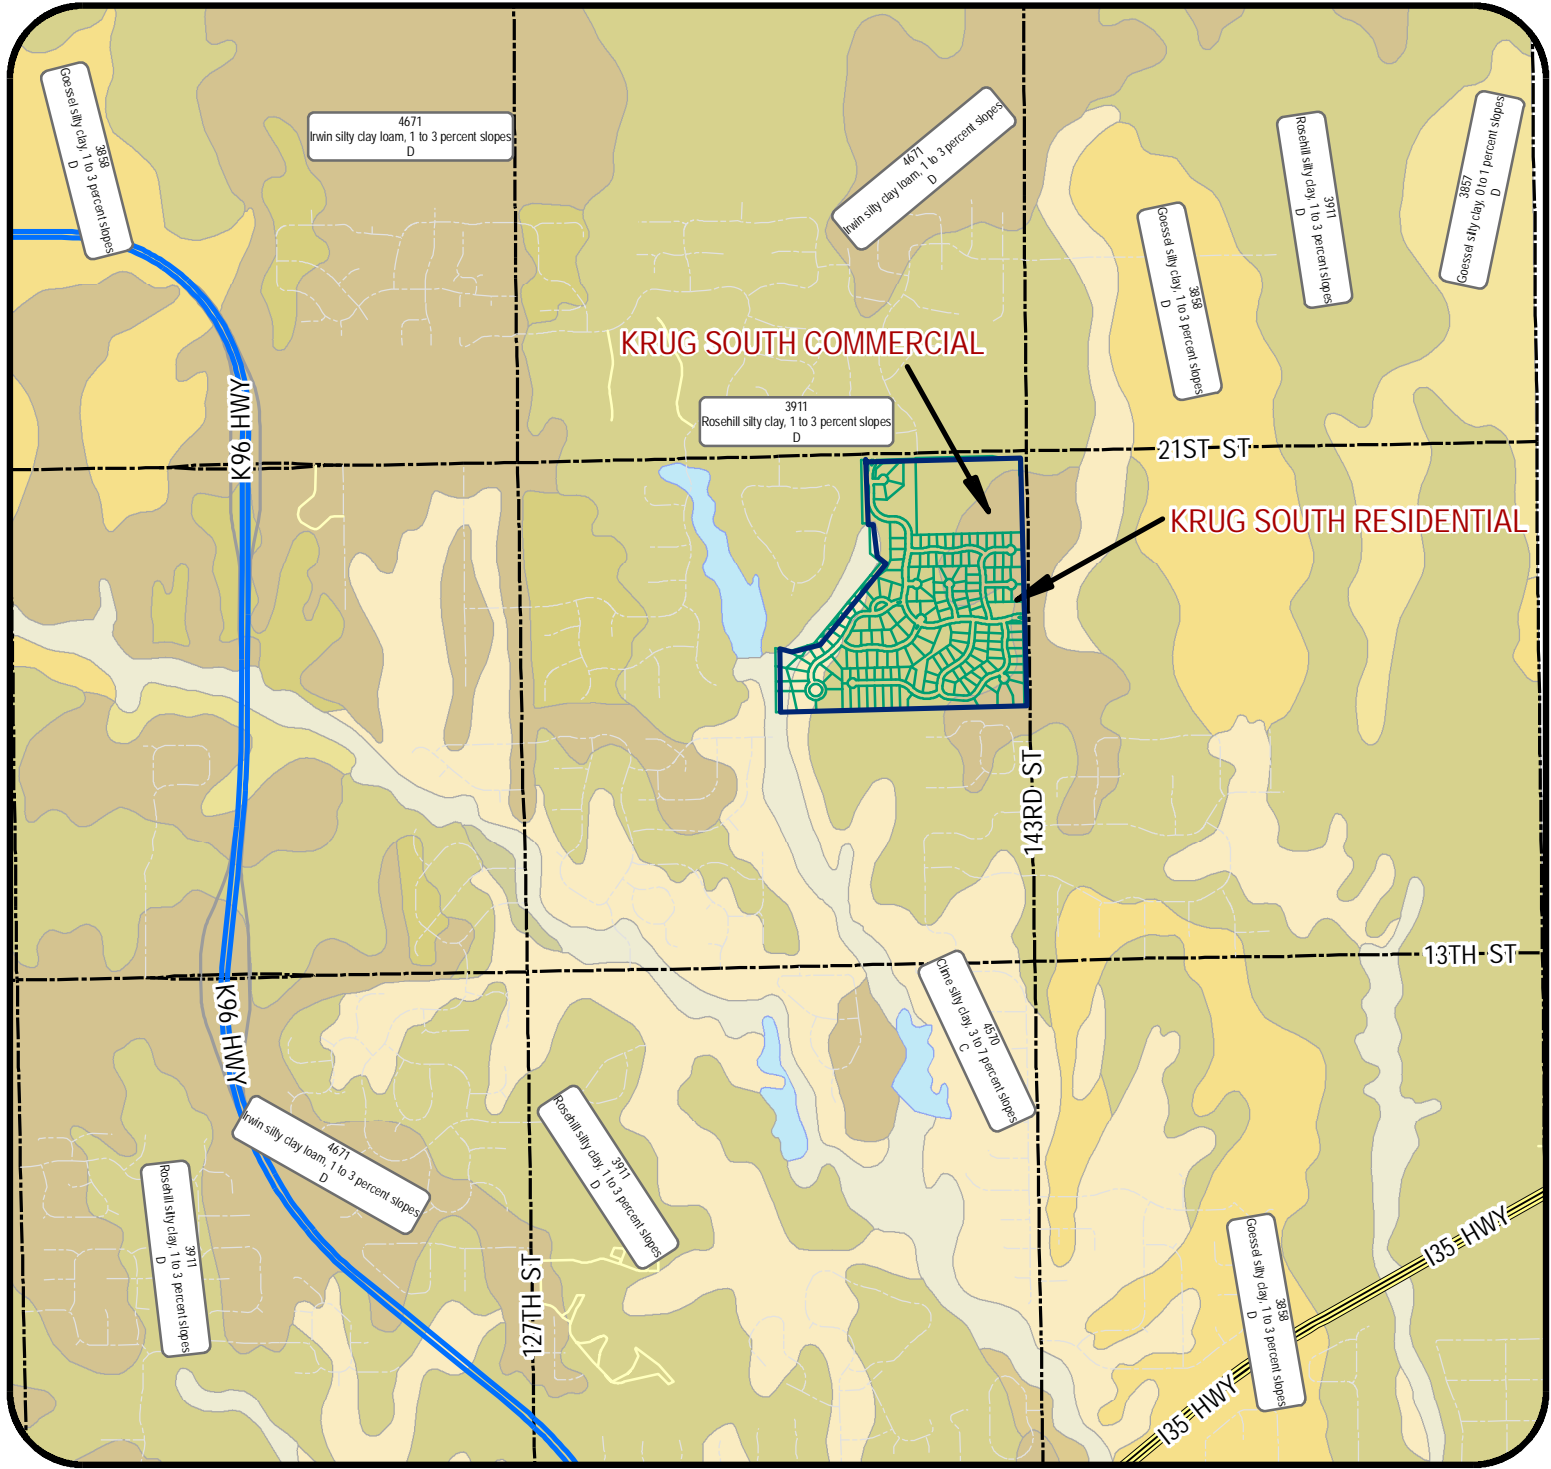 3858
Goessel silty clay, 1 to 3 percent slopes
D
4671
Irwin silty clay loam, 1 to 3 percent slopes
D
4671
Irwin silty clay loam, 1 to 3 percent slopes
D
3858
Goessel silty clay, 1 to 3 percent slopes
D
3911
Rosehill silty clay, 1 to 3 percent slopes
D
3857
Goessel silty clay, 0 to 1 percent slopes
D
KRUG SOUTH COMMERCIAL
K96 HWY
3911
Rosehill silty clay, 1 to 3 percent slopes
D
21ST ST
KRUG SOUTH RESIDENTIAL
143RD ST
13TH ST
K96 HWY
4570
Clime silty clay, 3 to 7 percent slopes
C
4671
Irwin silty clay loam, 1 to 3 percent slopes
D
3911
Rosehill silty clay, 1 to 3 percent slopes
D
3911
Rosehill silty clay, 1 to 3 percent slopes
D
127TH ST
I35 HWY
3858
Goessel silty clay, 1 to 3 percent slopes
D
I35 HWY